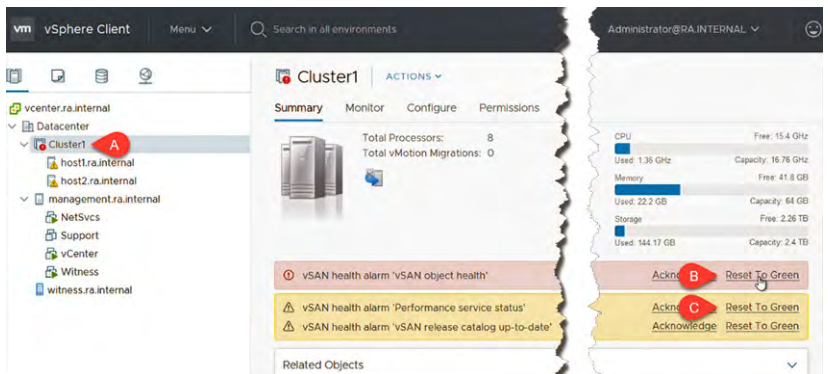 vm vSphere Client Menu Search in all environments Administrator@RA.INTERNAL
Cluster1 ACTIONS
Summary Monitor Configure Permissions
vcenter.ra.internal
Datacenter
Cluster1 A
host1.ra.internal
host2.ra.internal
management.ra.internal
NetSvcs
Support
vCenter
Witness
witness.ra.internal
Total Processors: 8
Total vMotion Migrations: 0
CPU Free: 15.4 GHz
Used: 1.36 GHz Capacity: 16.76 GHz
Memory Free: 41.8 GB
Used: 22.2 GB Capacity: 64 GB
Storage Free: 2.26 TB
Used: 144.17 GB Capacity: 2.4 TB
vSAN health alarm 'vSAN object health' Ackn B Reset To Green
vSAN health alarm 'Performance service status' Ackn C Reset To Green
vSAN health alarm 'vSAN release catalog up-to-date' Acknowledge Reset To Green
Related Objects